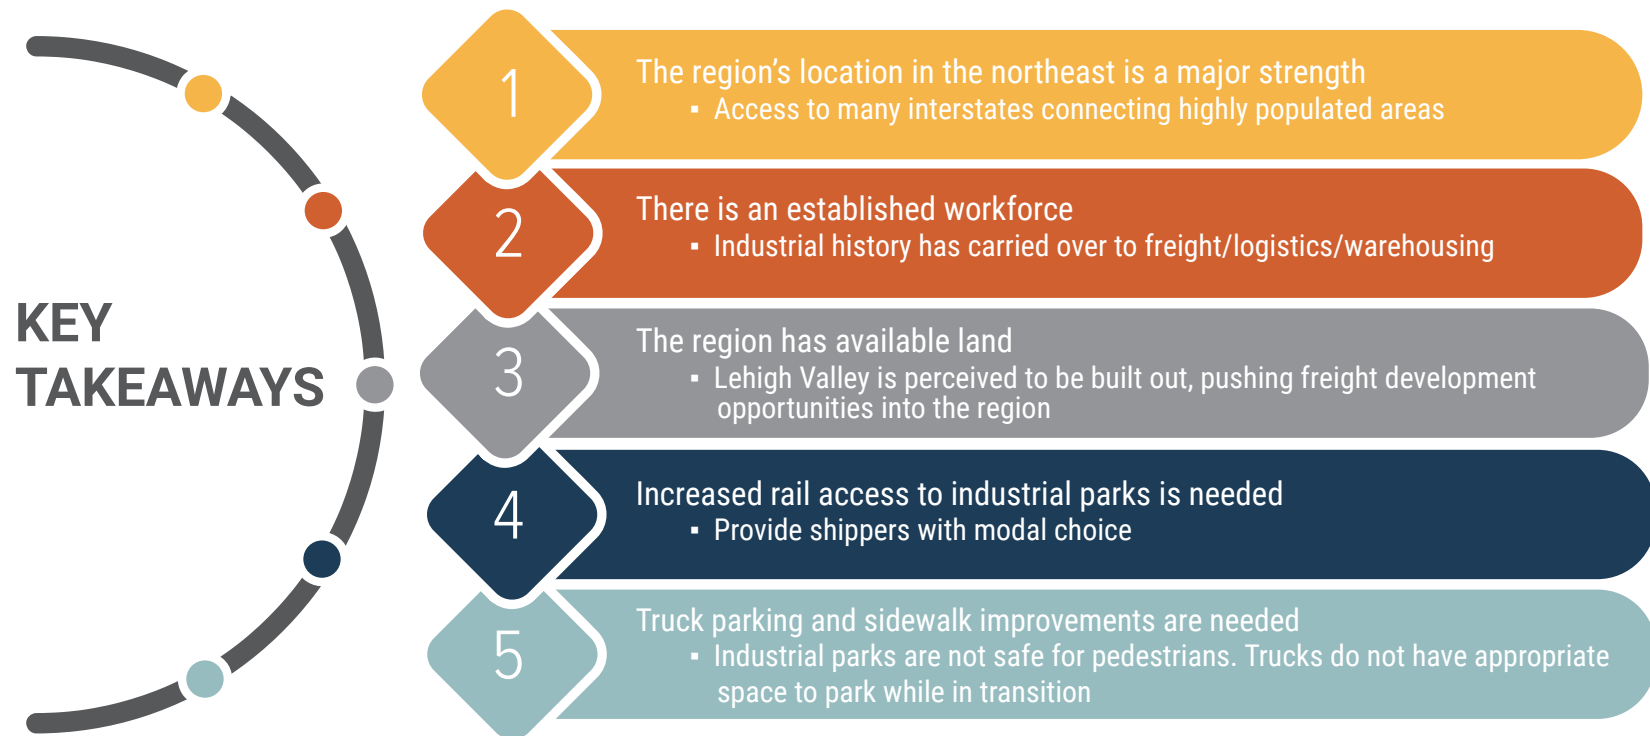 KEY
TAKEAWAYS
1
The region's location in the northeast is a major strength
▪ Access to many interstates connecting highly populated areas
2
There is an established workforce
▪ Industrial history has carried over to freight/logistics/warehousing
3
The region has available land
▪ Lehigh Valley is perceived to be built out, pushing freight development
opportunities into the region
4
Increased rail access to industrial parks is needed
▪ Provide shippers with modal choice
5
Truck parking and sidewalk improvements are needed
▪ Industrial parks are not safe for pedestrians. Trucks do not have appropriate
space to park while in transition